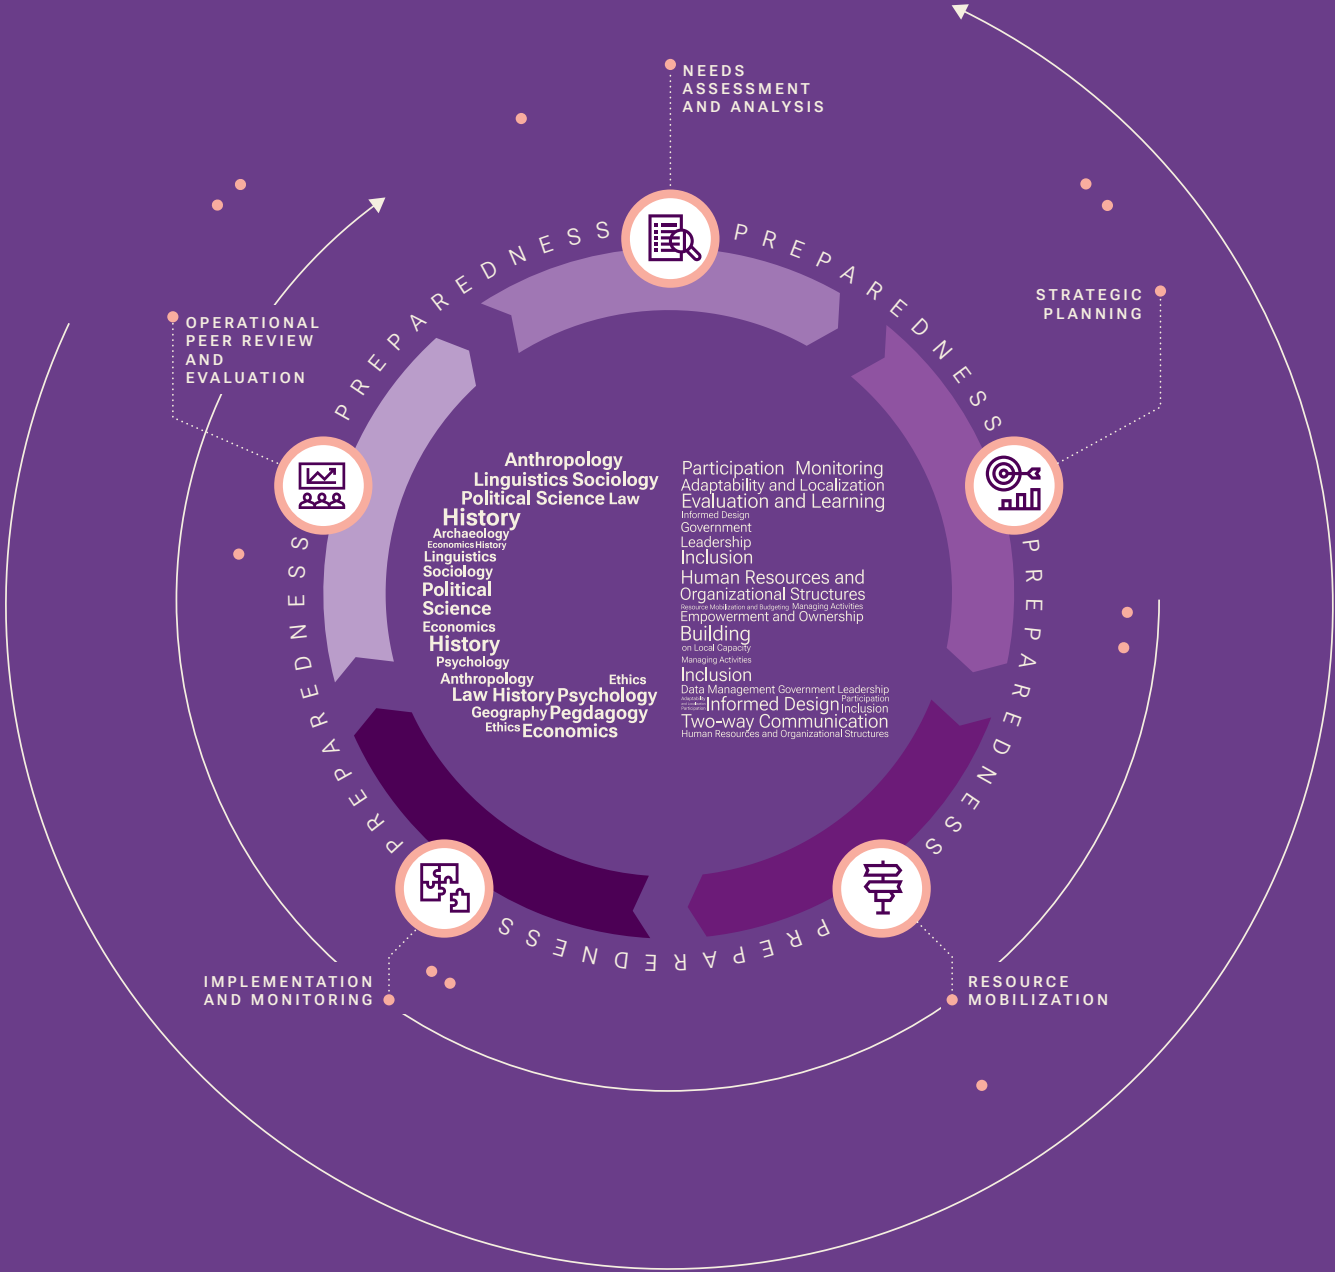 NEEDS
ASSESSMENT
AND ANALYSIS
STRATEGIC
PLANNING
RESOURCE
MOBILIZATION
IMPLEMENTATION
AND MONITORING
OPERATIONAL
PEER REVIEW
AND
EVALUATION
PREPAREDNESS
PREPAREDNESS
PREPAREDNESS
PREPAREDNESS
PREPAREDNESS
Anthropology
Linguistics Sociology
Political Science Law
History
Archaeology
Economics History
Linguistics
Sociology
Political
Science
Economics
History
Psychology
Anthropology Ethics
Law History Psychology
Geography Pegdagogy
Ethics Economics
Participation Monitoring
Adaptability and Localization
Evaluation and Learning
Informed Design
Government
Leadership
Inclusion
Human Resources and
Organizational Structures
Resource Mobilization and Budgeting Managing Activities
Empowerment and Ownership
Building
on Local Capacity
Managing Activities
Inclusion
Data Management Government Leadership
Adaptability
and Localization
Participation
Informed Design
Participation
Inclusion
Two-way Communication
Human Resources and Organizational Structures